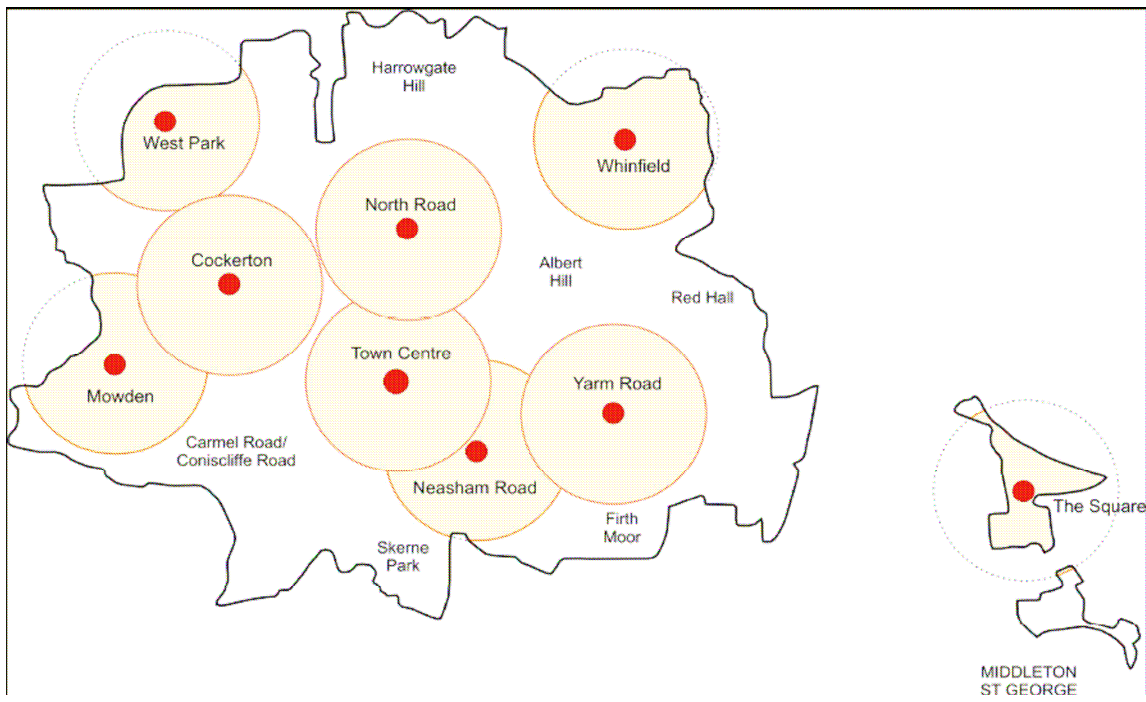 Harrowgate
Hill
West Park
Whinfield
North Road
Cockerton
Albert
Hill
Red Hall
Town Centre
Yarm Road
Mowden
Carmel Road/
Coniscliffe Road
Neasham Road
The Square
Firth
Moor
Skerne
Park
MIDDLETON
ST GEORGE